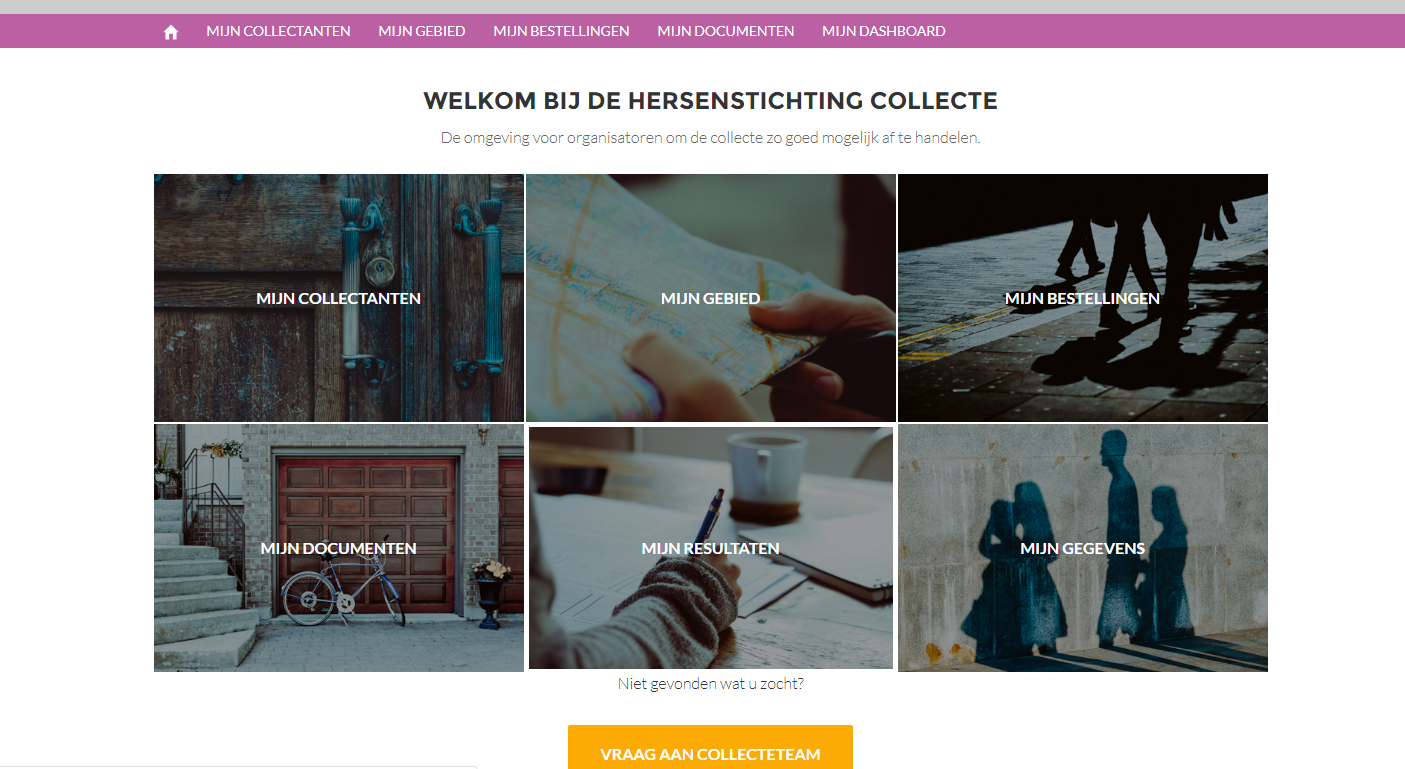 MIJN COLLECTANTEN MIJN GEBIED MIJN BESTELLINGEN MIJN DOCUMENTEN MIJN DASHBOARD
WELKOM BIJ DE HERSENSTICHTING COLLECTE
De omgeving voor organisatoren om de collecte zo goed mogelijk af te handelen.
MIJN COLLECTANTEN
MIJN GEBIED
MIJN BESTELLINGEN
MIJN DOCUMENTEN
MIJN RESULTATEN
MIJN GEGEVENS
Niet gevonden wat u zocht?
VRAAG AAN COLLECTETEAM